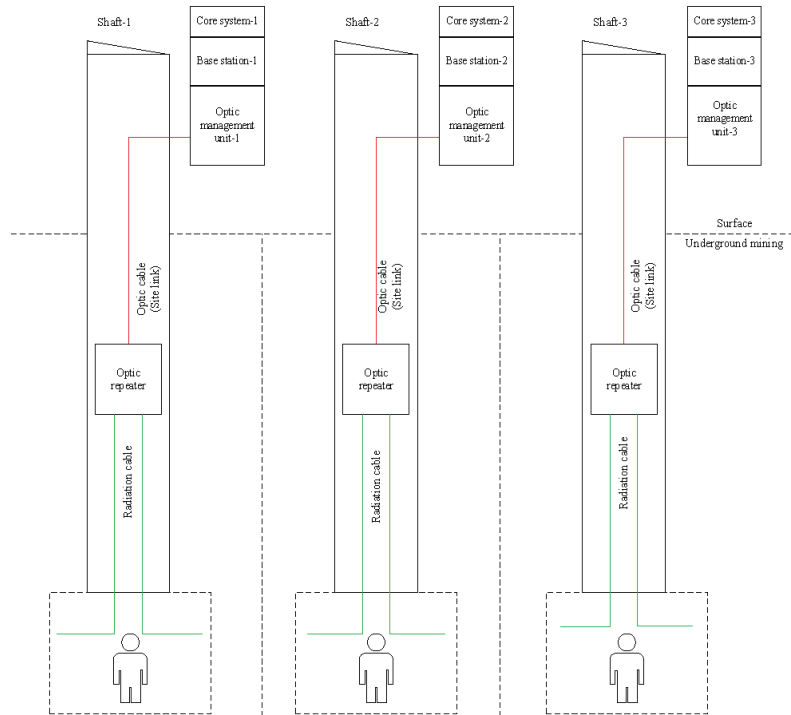 Shaft-1
Core system-1
Base station-1
Optic
management
unit-1
Optic cable
(Site link)
Optic
repeater
Radiation cable
Shaft-2
Core system-2
Base station-2
Optic
management
unit-2
Optic cable
(Site link)
Optic
repeater
Radiation cable
Shaft-3
Core system-3
Base station-3
Optic
management
unit-3
Surface
Underground mining
Optic cable
(Site link)
Optic
repeater
Radiation cable